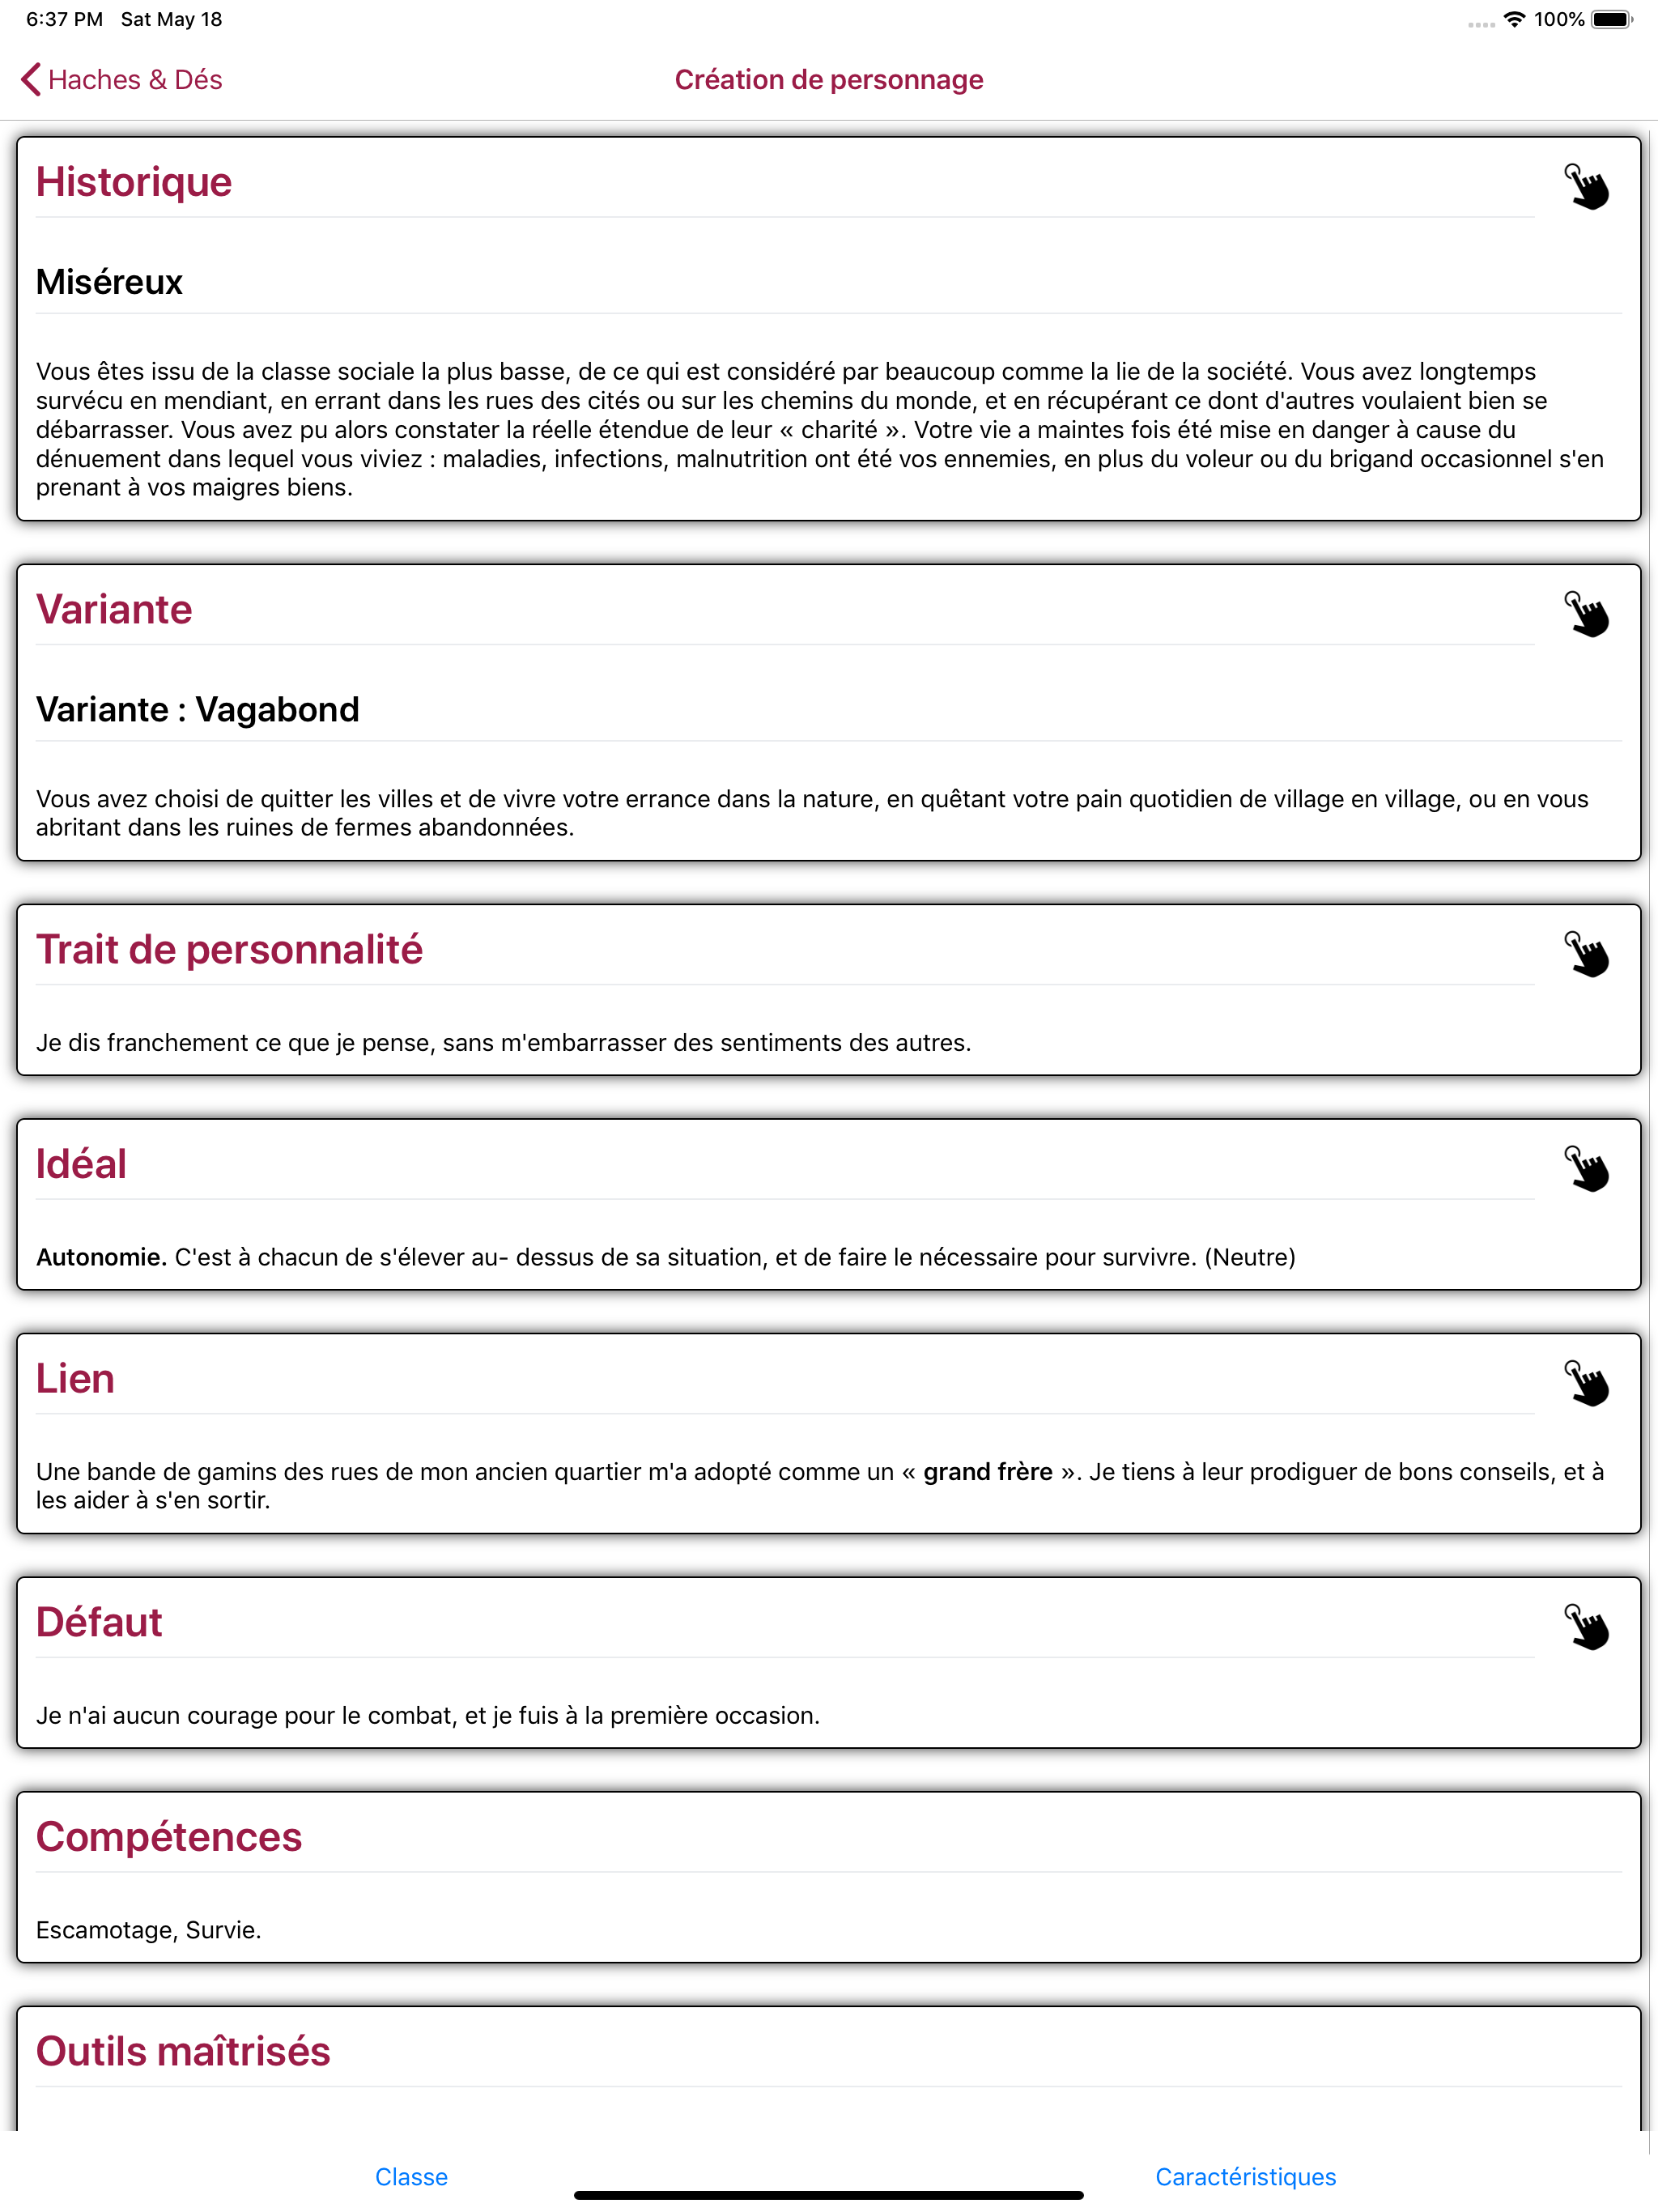 6:37 PM Sat May 18
100%
Haches & Dés
Création de personnage
Historique
Miséreux
Vous êtes issu de la classe sociale la plus basse, de ce qui est considéré par beaucoup comme la lie de la société. Vous avez longtemps
survécu en mendiant, en errant dans les rues des cités ou sur les chemins du monde, et en récupérant ce dont d'autres voulaient bien se
débarrasser. Vous avez pu alors constater la réelle étendue de leur « charité ». Votre vie a maintes fois été mise en danger à cause du
dénuement dans lequel vous viviez : maladies, infections, malnutrition ont été vos ennemies, en plus du voleur ou du brigand occasionnel s'en
prenant à vos maigres biens.
Variante
Variante : Vagabond
Vous avez choisi de quitter les villes et de vivre votre errance dans la nature, en quêtant votre pain quotidien de village en village, ou en vous
abritant dans les ruines de fermes abandonnées.
Trait de personnalité
Je dis franchement ce que je pense, sans m'embarrasser des sentiments des autres.
Idéal
Autonomie. C'est à chacun de s'élever au- dessus de sa situation, et de faire le nécessaire pour survivre. (Neutre)
Lien
Une bande de gamins des rues de mon ancien quartier m'a adopté comme un « grand frère ». Je tiens à leur prodiguer de bons conseils, et à
les aider à s'en sortir.
Défaut
Je n'ai aucun courage pour le combat, et je fuis à la première occasion.
Compétences
Escamotage, Survie.
Outils maîtrisés
Classe
Caractéristiques